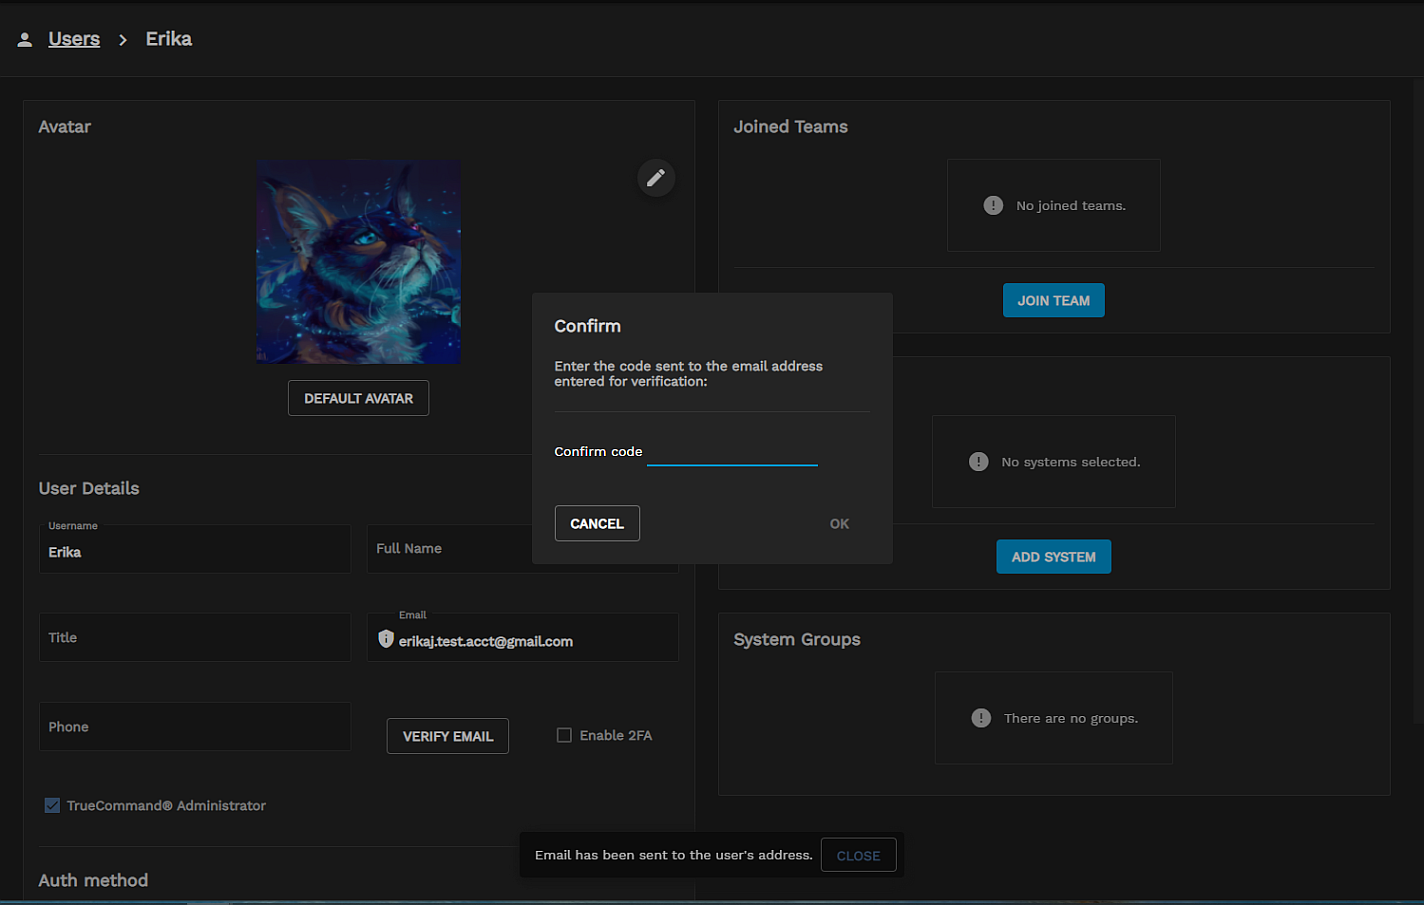 Users > Erika
Avatar
DEFAULT AVATAR
User Details
Username
Erika
Full Name
Title
Email
erikaj.test.acct@gmail.com
Phone
VERIFY EMAIL
Enable 2FA
TrueCommand® Administrator
Auth method
Joined Teams
No joined teams.
JOIN TEAM
No systems selected.
ADD SYSTEM
System Groups
There are no groups.
Confirm
Enter the code sent to the email address
entered for verification:
Confirm code
CANCEL
OK
Email has been sent to the user's address.
CLOSE